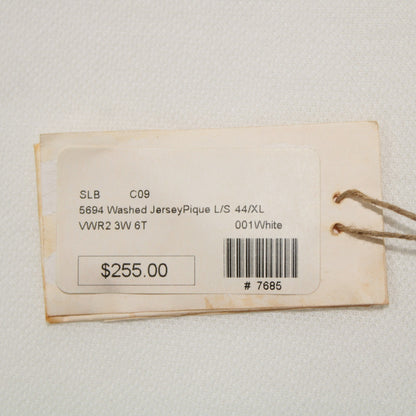 SLB C09
5694 Washed JerseyPique L/S 44/XL
VWR2 3W 6T 001White
$255.00
# 7685